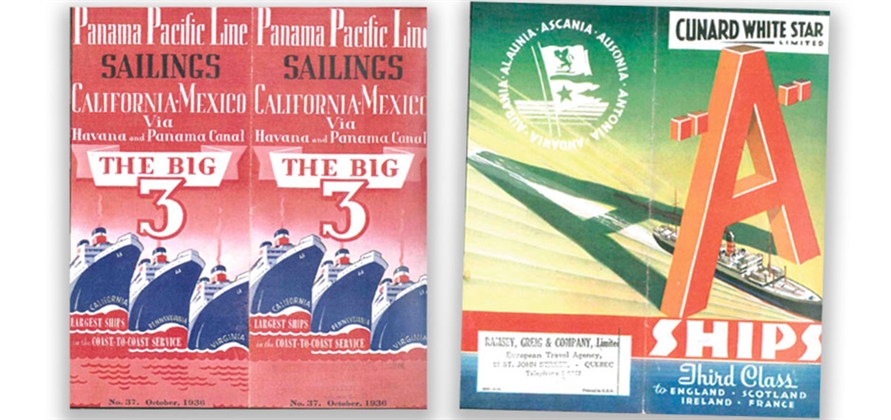 Panama Pacific Line
SAILINGS
CALIFORNIA-MEXICO
Via
Havana and Panama Canal
THE BIG
3
CALIFORNIA
PENNSYLVANIA
VIRGINIA
LARGEST SHIPS
in the COAST-TO-COAST SERVICE
No. 37. October, 1936
Panama Pacific Line
SAILINGS
CALIFORNIA-MEXICO
Via
Havana and Panama Canal
THE BIG
3
CALIFORNIA
PENNSYLVANIA
VIRGINIA
LARGEST SHIPS
in the COAST-TO-COAST SERVICE
No. 37. October, 1936
CUNARD WHITE STAR
LIMITED
AURANIA · ALAUNIA · ASCANIA · AUSONIA · ANTONIA · ANDANIA
"A"
SHIPS
RAMSEY, GREIG & COMPANY, Limited
European Travel Agency,
ST. JOHN STREET, - QUEBEC
Telephone
Third Class
to ENGLAND · SCOTLAND
IRELAND · FRANCE